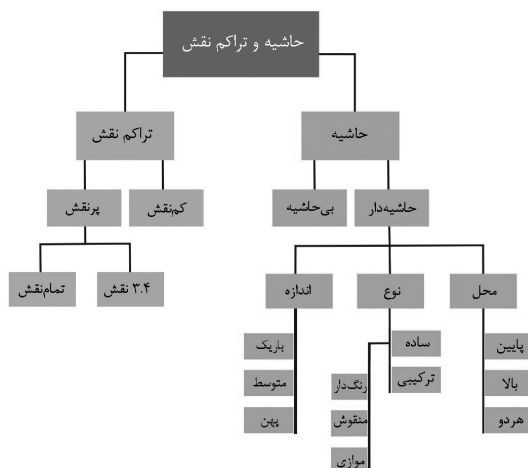 حاشیه و تراکم نقش
حاشیه
تراکم نقش
حاشیه‌دار
بی‌حاشیه
کم‌نقش
پرنقش
محل
نوع
اندازه
۳.۴ نقش
تمام‌نقش
پایین
بالا
هردو
ساده
ترکیبی
رنگ‌دار
منقوش
موازی
باریک
متوسط
پهن